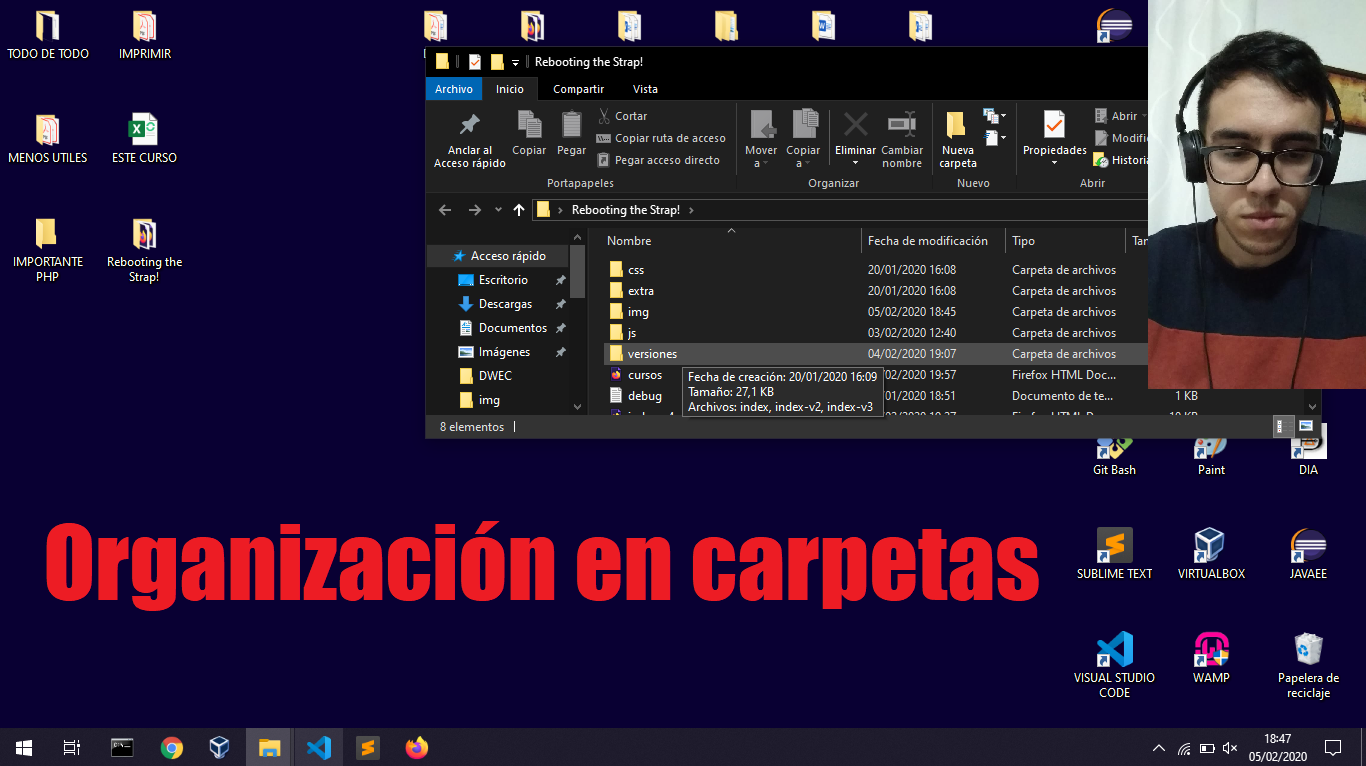 TODO DE TODO
IMPRIMIR
MENOS UTILES
ESTE CURSO
IMPORTANTE
PHP
Rebooting the
Strap!
Rebooting the Strap!
Archivo
Inicio
Compartir
Vista
Anclar al
Acceso rápido
Copiar
Pegar
Cortar
Copiar ruta de acceso
Pegar acceso directo
Portapapeles
Mover
a
Copiar
a
Eliminar
Cambiar
nombre
Organizar
Nueva
carpeta
Nuevo
Propiedades
Abrir
Modific
Historia
Abrir
Rebooting the Strap!
Acceso rápido
Escritorio
Descargas
Documentos
Imágenes
DWEC
img
Nombre
Fecha de modificación
Tipo
Tar
css 20/01/2020 16:08 Carpeta de archivos
extra 20/01/2020 16:08 Carpeta de archivos
img 05/02/2020 18:45 Carpeta de archivos
js 03/02/2020 12:40 Carpeta de archivos
versiones 04/02/2020 19:07 Carpeta de archivos
cursos /02/2020 19:57 Firefox HTML Doc...
debug /01/2020 18:51 Documento de te... 1 KB
Fecha de creación: 20/01/2020 16:09
Tamaño: 27,1 KB
Archivos: index, index-v2, index-v3
8 elementos
Git Bash
Paint
DIA
Organización en carpetas
SUBLIME TEXT
VIRTUALBOX
JAVAEE
VISUAL STUDIO
CODE
WAMP
Papelera de
reciclaje
18:47
05/02/2020